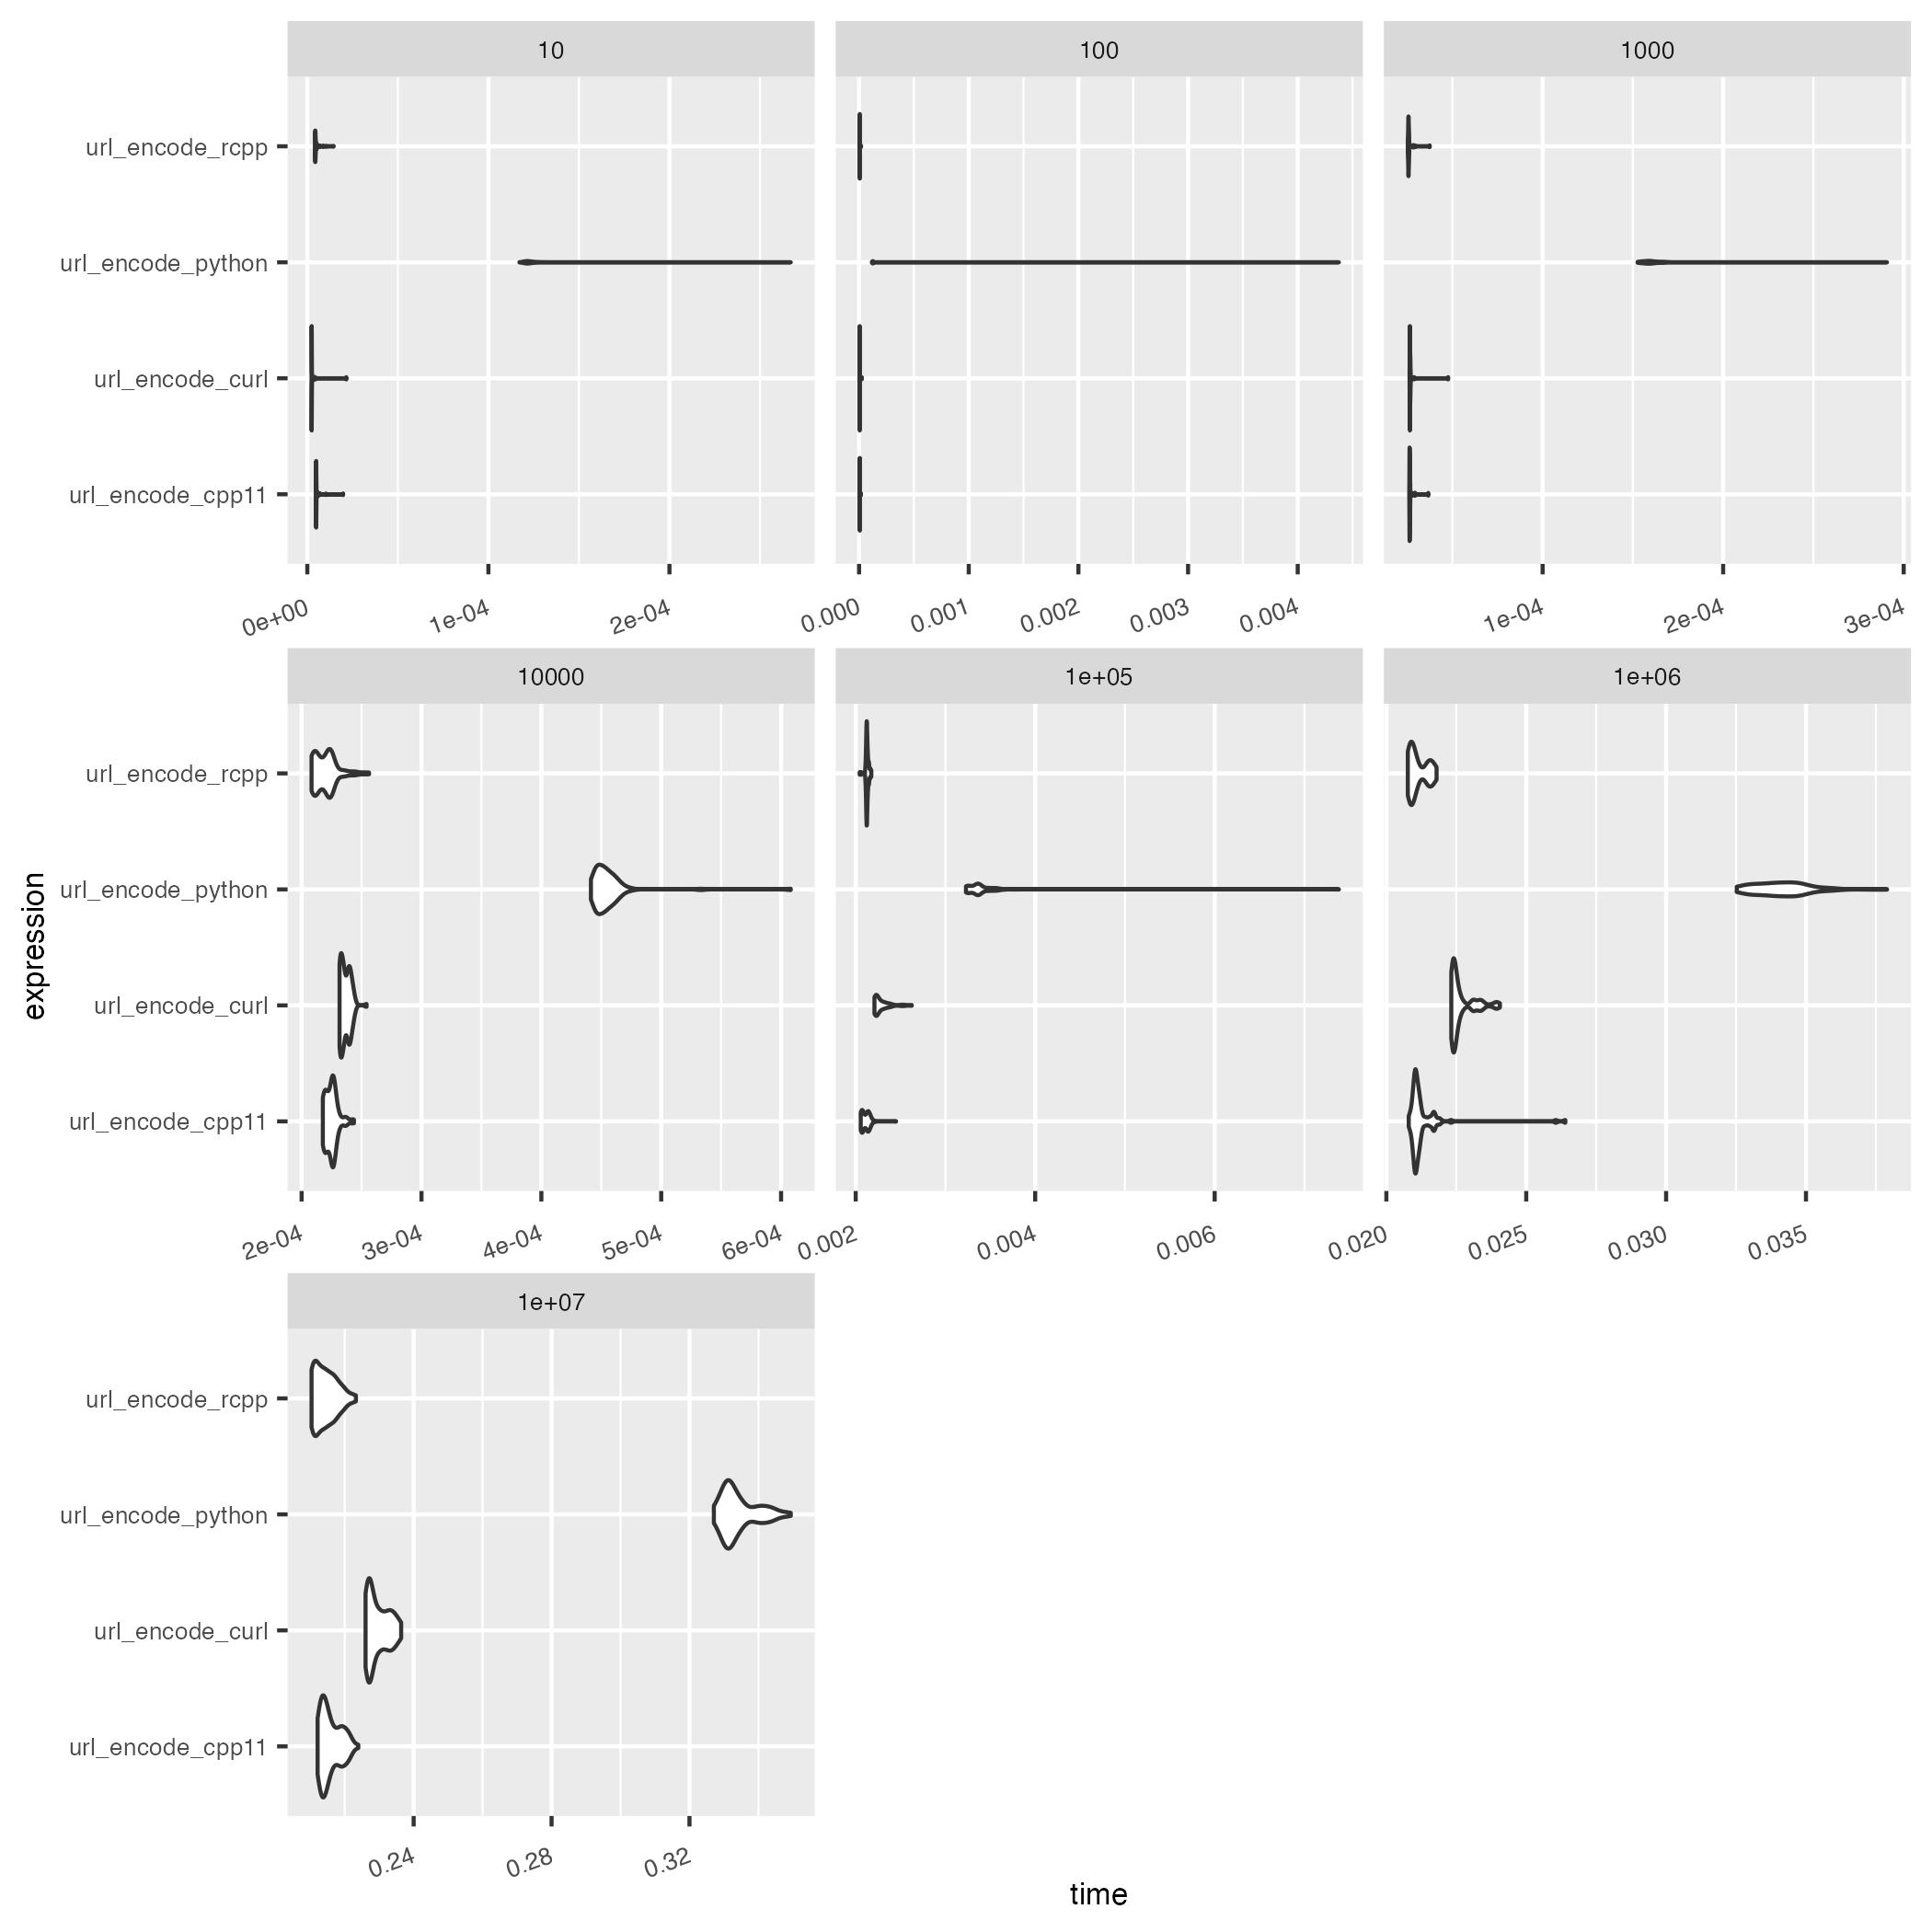 10 100 1000
url_encode_rcpp
url_encode_python
url_encode_curl
url_encode_cpp11
0e+00 1e-04 2e-04 0.000 0.001 0.002 0.003 0.004 1e-04 2e-04 3e-04
10000 1e+05 1e+06
url_encode_rcpp
url_encode_python
url_encode_curl
url_encode_cpp11
expression
2e-04 3e-04 4e-04 5e-04 6e-04 0.002 0.004 0.006 0.020 0.025 0.030 0.035
1e+07
url_encode_rcpp
url_encode_python
url_encode_curl
url_encode_cpp11
0.24 0.28 0.32
time